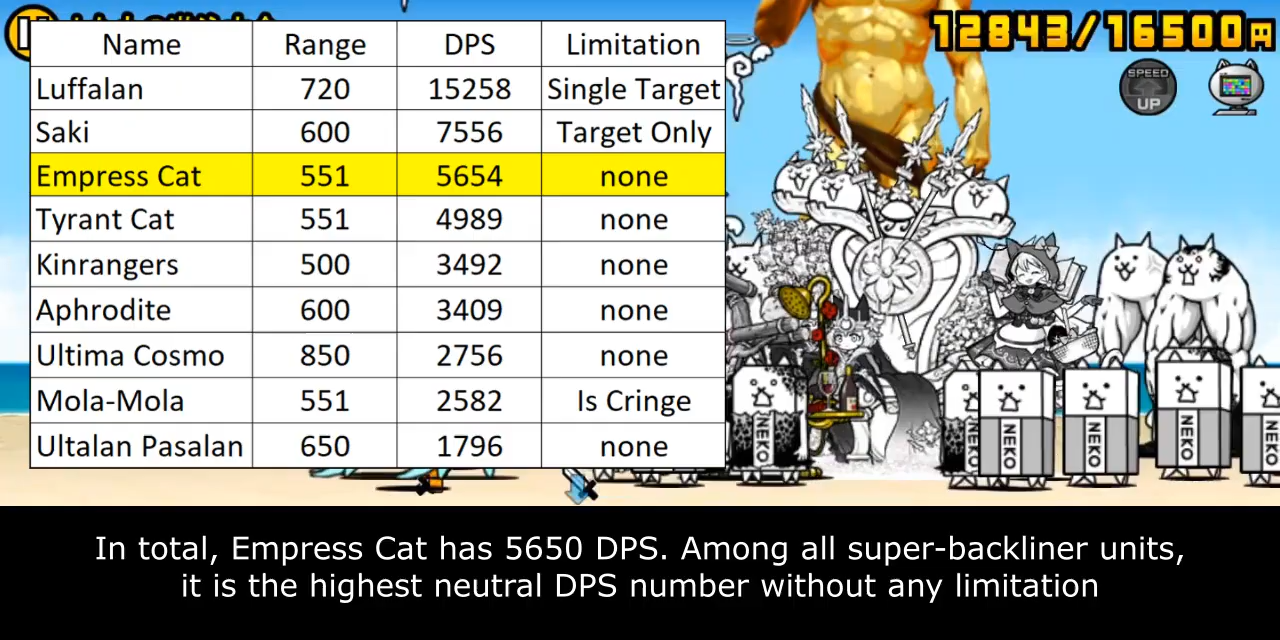 12843/16500円
SPEED
UP
Name Range DPS Limitation
Luffalan 720 15258 Single Target
Saki 600 7556 Target Only
Empress Cat 551 5654 none
Tyrant Cat 551 4989 none
Kinrangers 500 3492 none
Aphrodite 600 3409 none
Ultima Cosmo 850 2756 none
Mola-Mola 551 2582 Is Cringe
Ultalan Pasalan 650 1796 none
NEKO
NEKO
NEKO
NEKO
NEKO
NEKO
In total, Empress Cat has 5650 DPS. Among all super-backliner units,
it is the highest neutral DPS number without any limitation